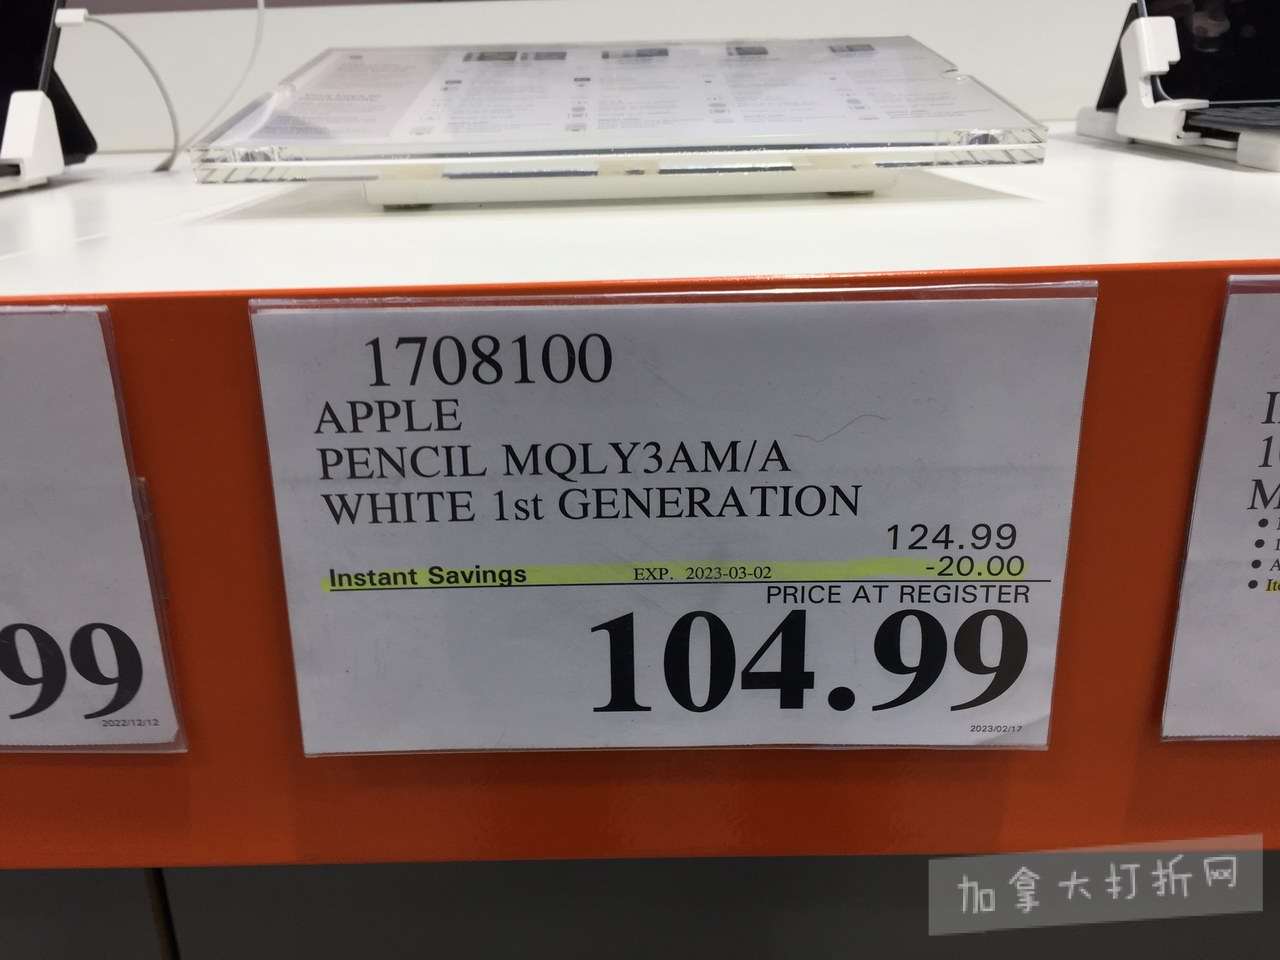 1708100
APPLE
PENCIL MQLY3AM/A
WHITE 1st GENERATION
124.99
Instant Savings EXP. 2023-03-02 -20.00
PRICE AT REGISTER
104.99
2023/02/17
99
2022/12/12
加拿大打折网